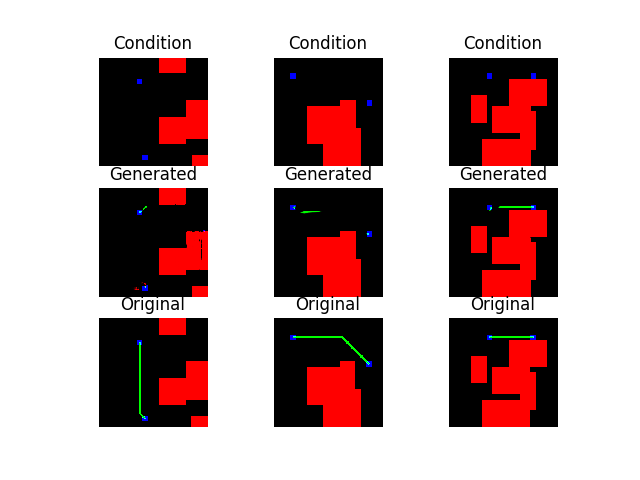 Condition Condition Condition
Generated Generated Generated
Original Original Original